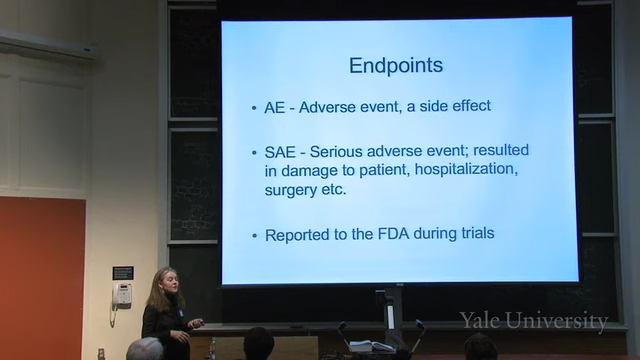 Endpoints
• AE - Adverse event, a side effect
• SAE - Serious adverse event; resulted
in damage to patient, hospitalization,
surgery etc.
• Reported to the FDA during trials
Yale University